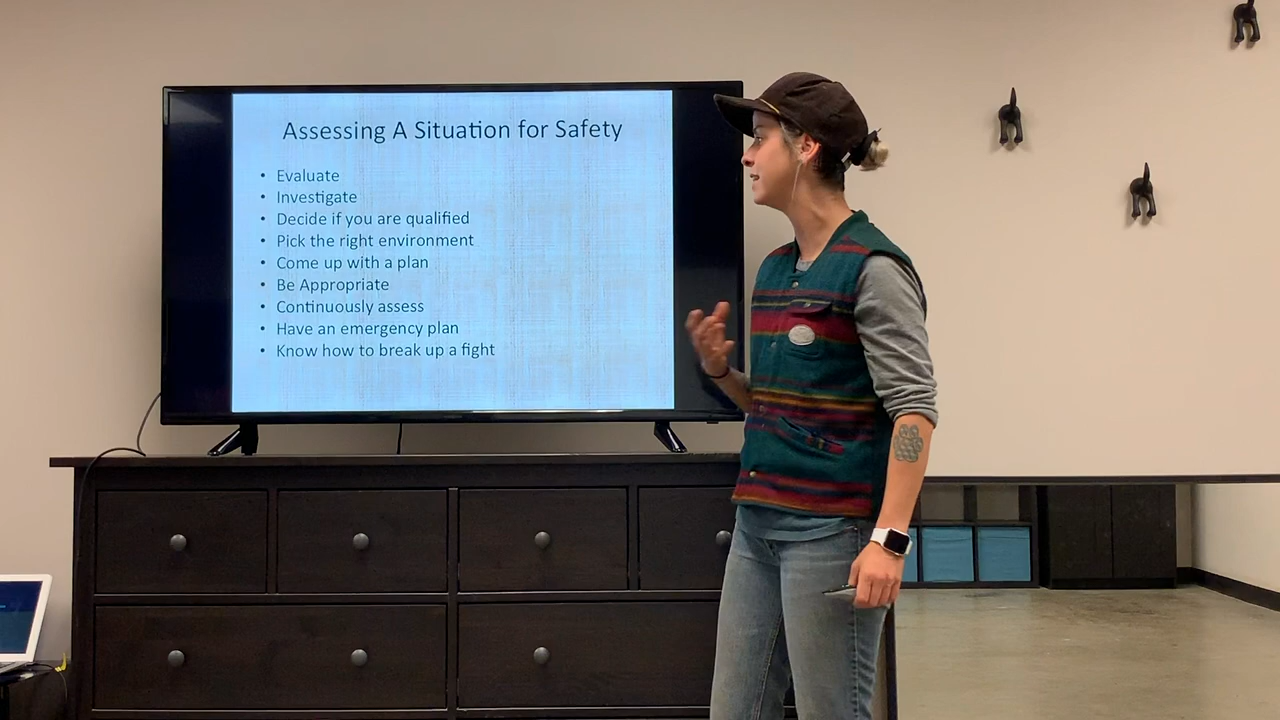 Assessing A Situation for Safety
• Evaluate
• Investigate
• Decide if you are qualified
• Pick the right environment
• Come up with a plan
• Be Appropriate
• Continuously assess
• Have an emergency plan
• Know how to break up a fight